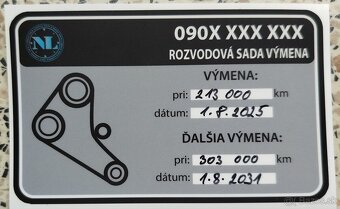 NL
090X XXX XXX
ROZVODOVÁ SADA VÝMENA
VÝMENA:
pri: 213 000 km
dátum: 1.8.2025
ĎALŠIA VÝMENA:
pri: 303 000 km
dátum: 1.8.2031